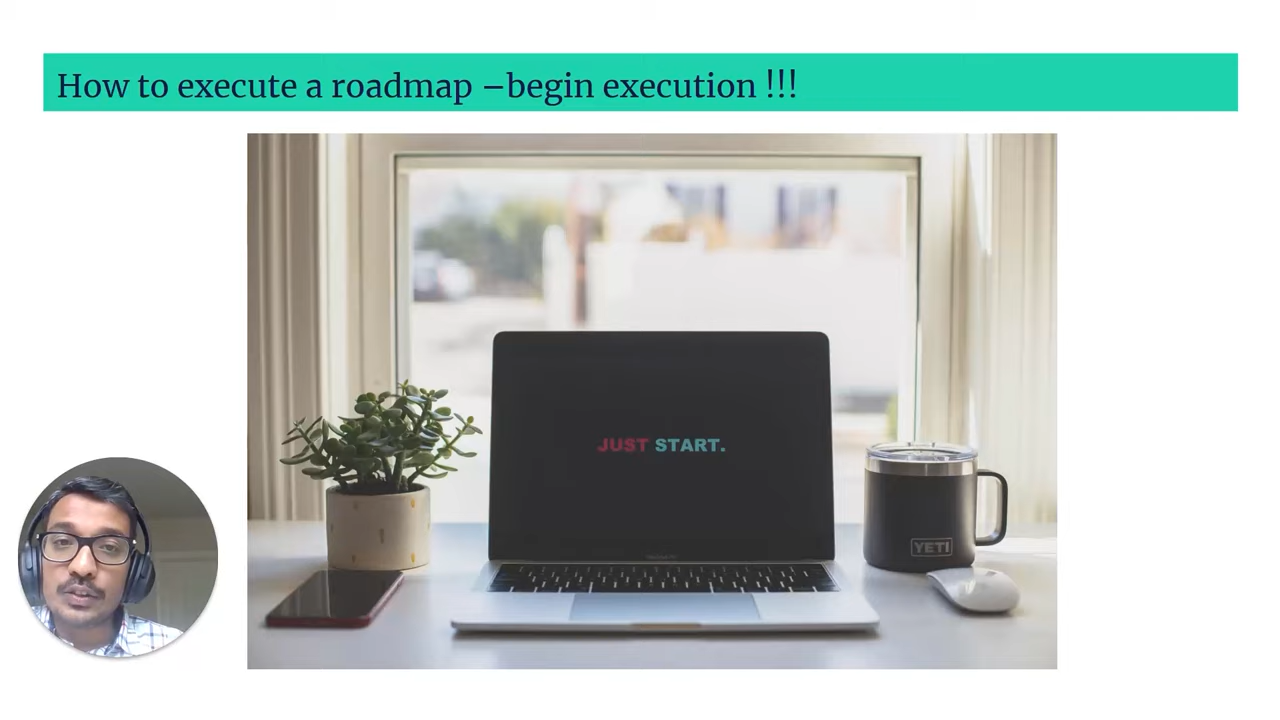 How to execute a roadmap –begin execution !!!
JUST START.
YETI